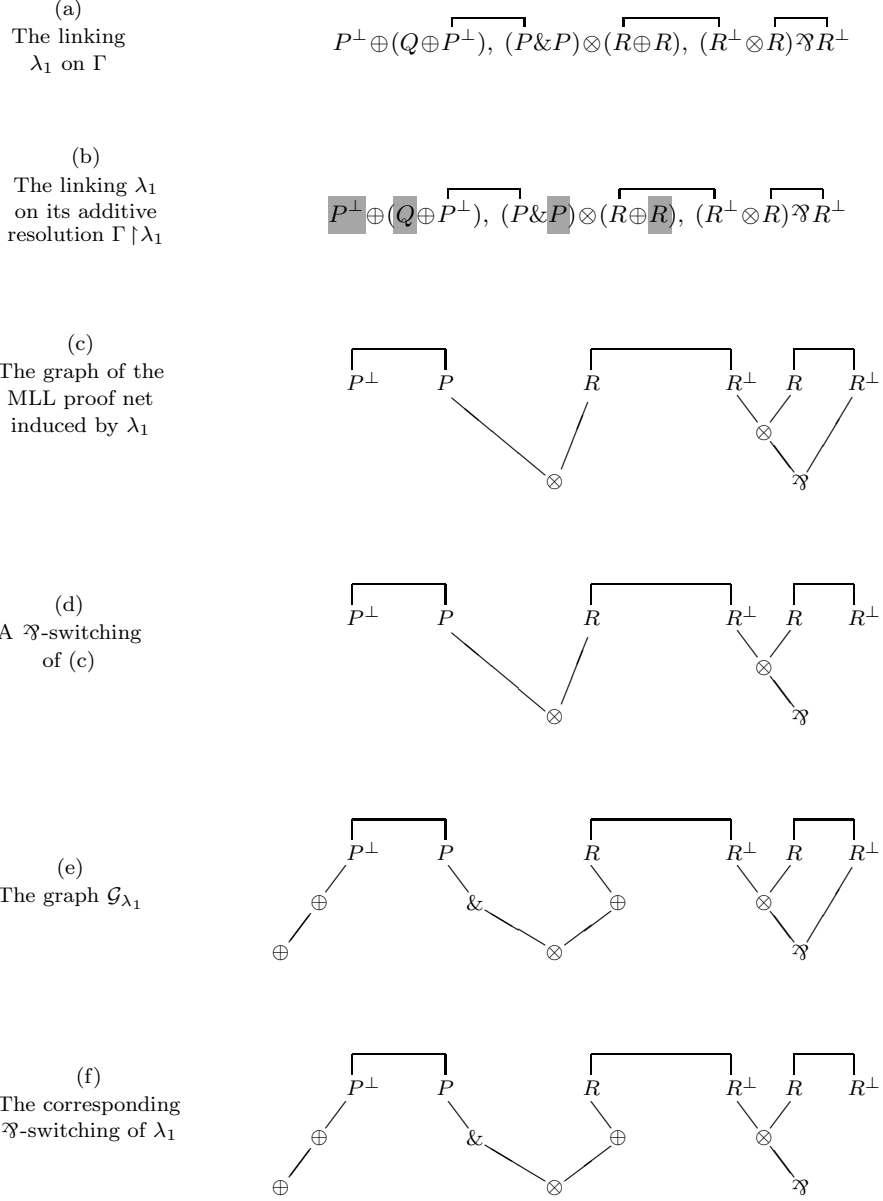 (a)
The linking
λ₁ on Γ
P⊥⊕(Q⊕P⊥), (P&P)⊗(R⊕R), (R⊥⊗R)⅋R⊥
(b)
The linking λ₁
on its additive
resolution Γ↾λ₁
P⊥⊕(Q⊕P⊥), (P&P)⊗(R⊕R), (R⊥⊗R)⅋R⊥
(c)
The graph of the
MLL proof net
induced by λ₁
P⊥ P R R⊥ R R⊥
⊗
⊗ ⅋
(d)
A ⅋-switching
of (c)
P⊥ P R R⊥ R R⊥
⊗
⊗ ⅋
(e)
The graph 𝒢λ₁
P⊥ P R R⊥ R R⊥
⊕ & ⊕ ⊗
⊕ ⊗ ⅋
(f)
The corresponding
⅋-switching of λ₁
P⊥ P R R⊥ R R⊥
⊕ & ⊕ ⊗
⊕ ⊗ ⅋